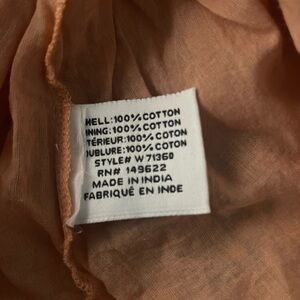 HELL:100% COTTON
INING:100% COTTON
TÉRIEUR:100% COTON
UBLURE:100% COTON
STYLE# W71360
RN# 149622
MADE IN INDIA
FABRIQUÉ EN INDE